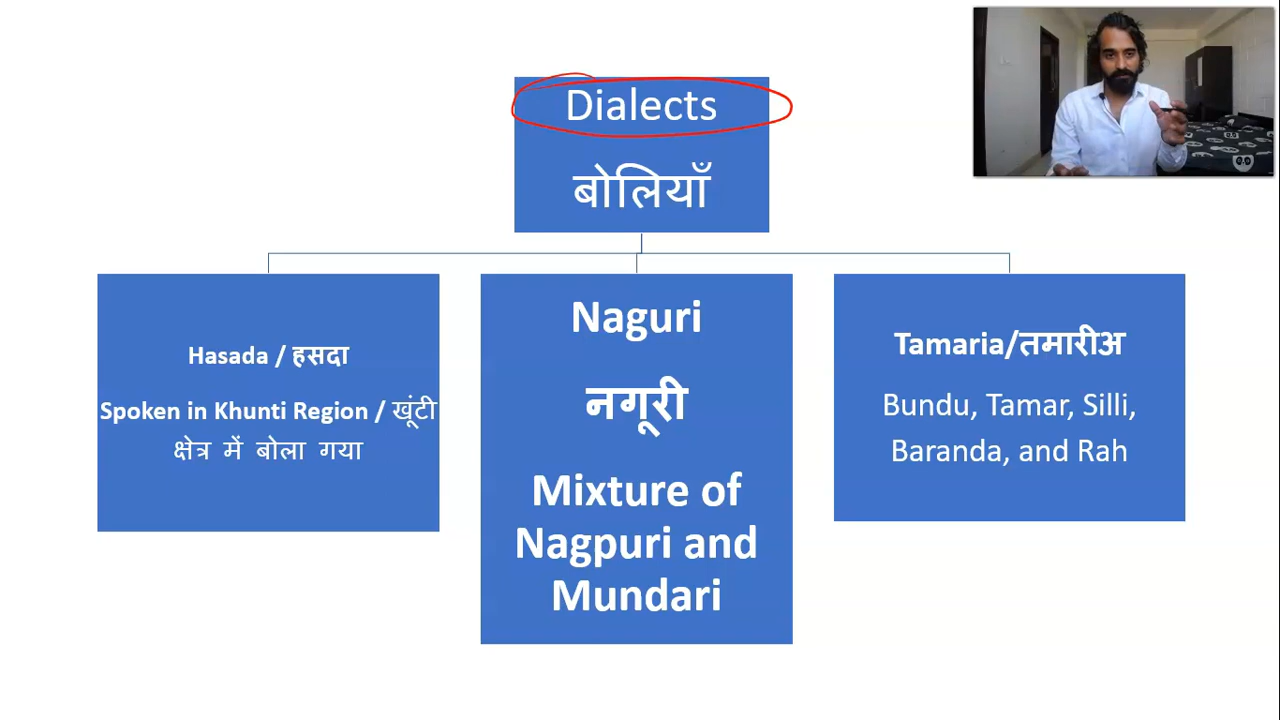 Dialects
बोलियाँ
Hasada / हसदा
Spoken in Khunti Region / खूंटी
क्षेत्र में बोला गया
Naguri
नगूरी
Mixture of
Nagpuri and
Mundari
Tamaria/तमारीअ
Bundu, Tamar, Silli,
Baranda, and Rah